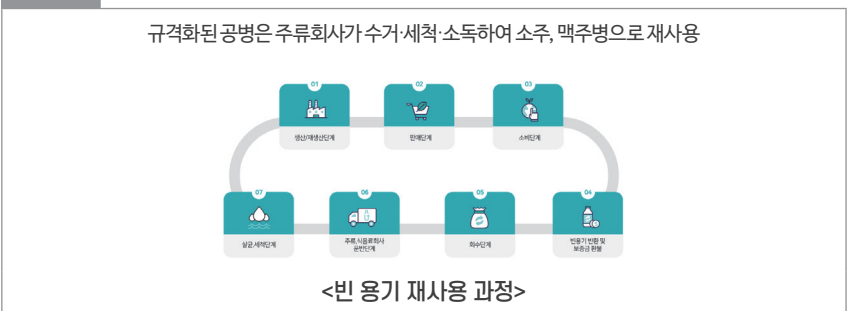 규격화된 공병은 주류회사가 수거·세척·소독하여 소주, 맥주병으로 재사용
01
02
03
생산/재생산단계
판매단계
소비단계
07
06
05
04
살균,세척단계
주류,식음료회사
운반단계
회수단계
빈용기 반환 및
보증금 환불
<빈 용기 재사용 과정>